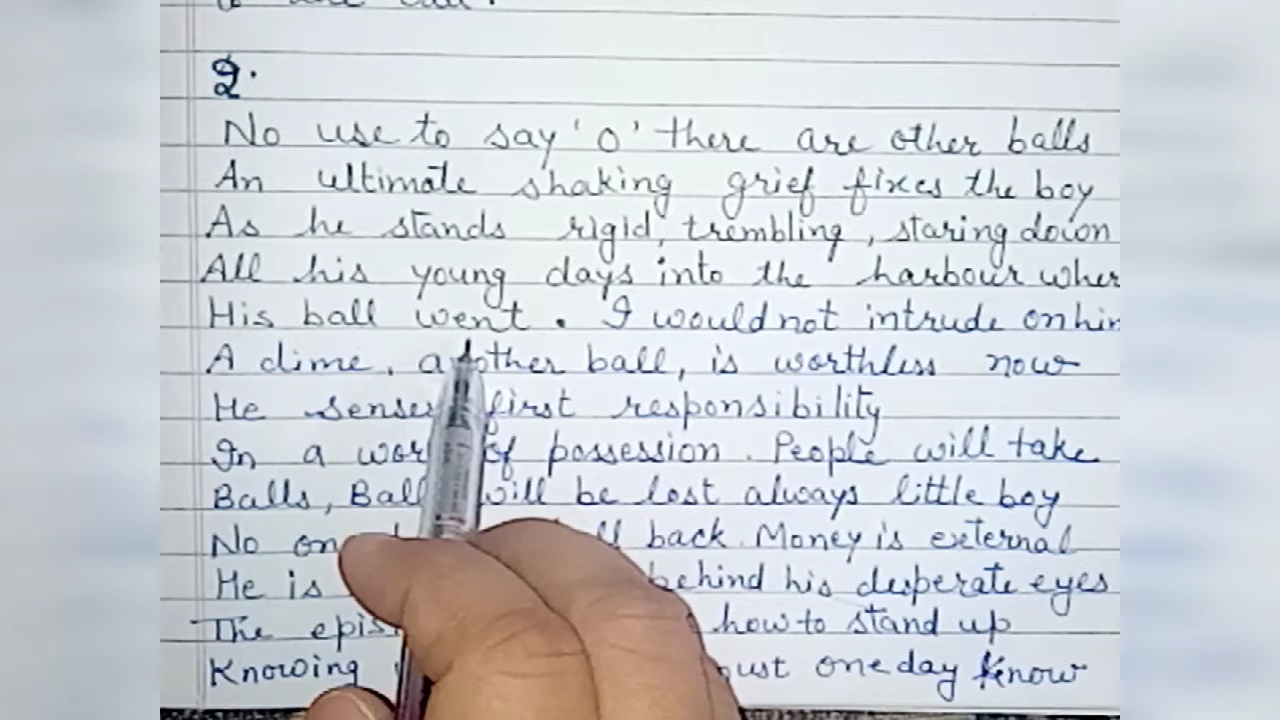 2.
No use to say 'O' there are other balls
An ultimate shaking grief fixes the boy
As he stands rigid, trembling, staring down
All his young days into the harbour wher
His ball went. I would not intrude on him
A dime, another ball, is worthless now
He senses first responsibility
In a wor of possession. People will take
Balls, Ball will be lost always little boy
No on back. Money is external
He is behind his desperate eyes
The epis how to stand up
Knowing must one day know